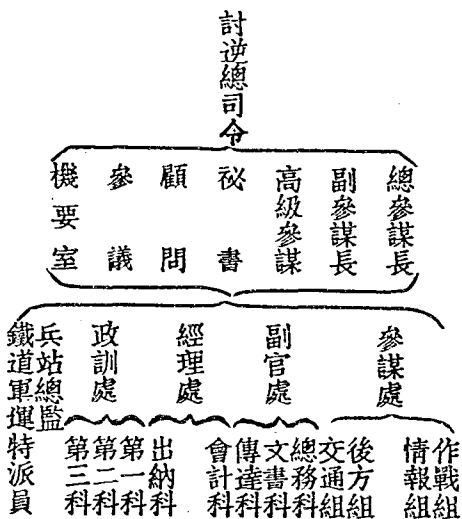 討逆總司令
總參謀長
副參謀長
高級參謀
祕書
顧問
參議
機要室
參謀處
副官處
經理處
政訓處
兵站總監
鐵道軍運特派員
作戰組
情報組
後方組
交通組
總務科
文書科
傳達科
會計科
出納科
第一科
第二科
第三科